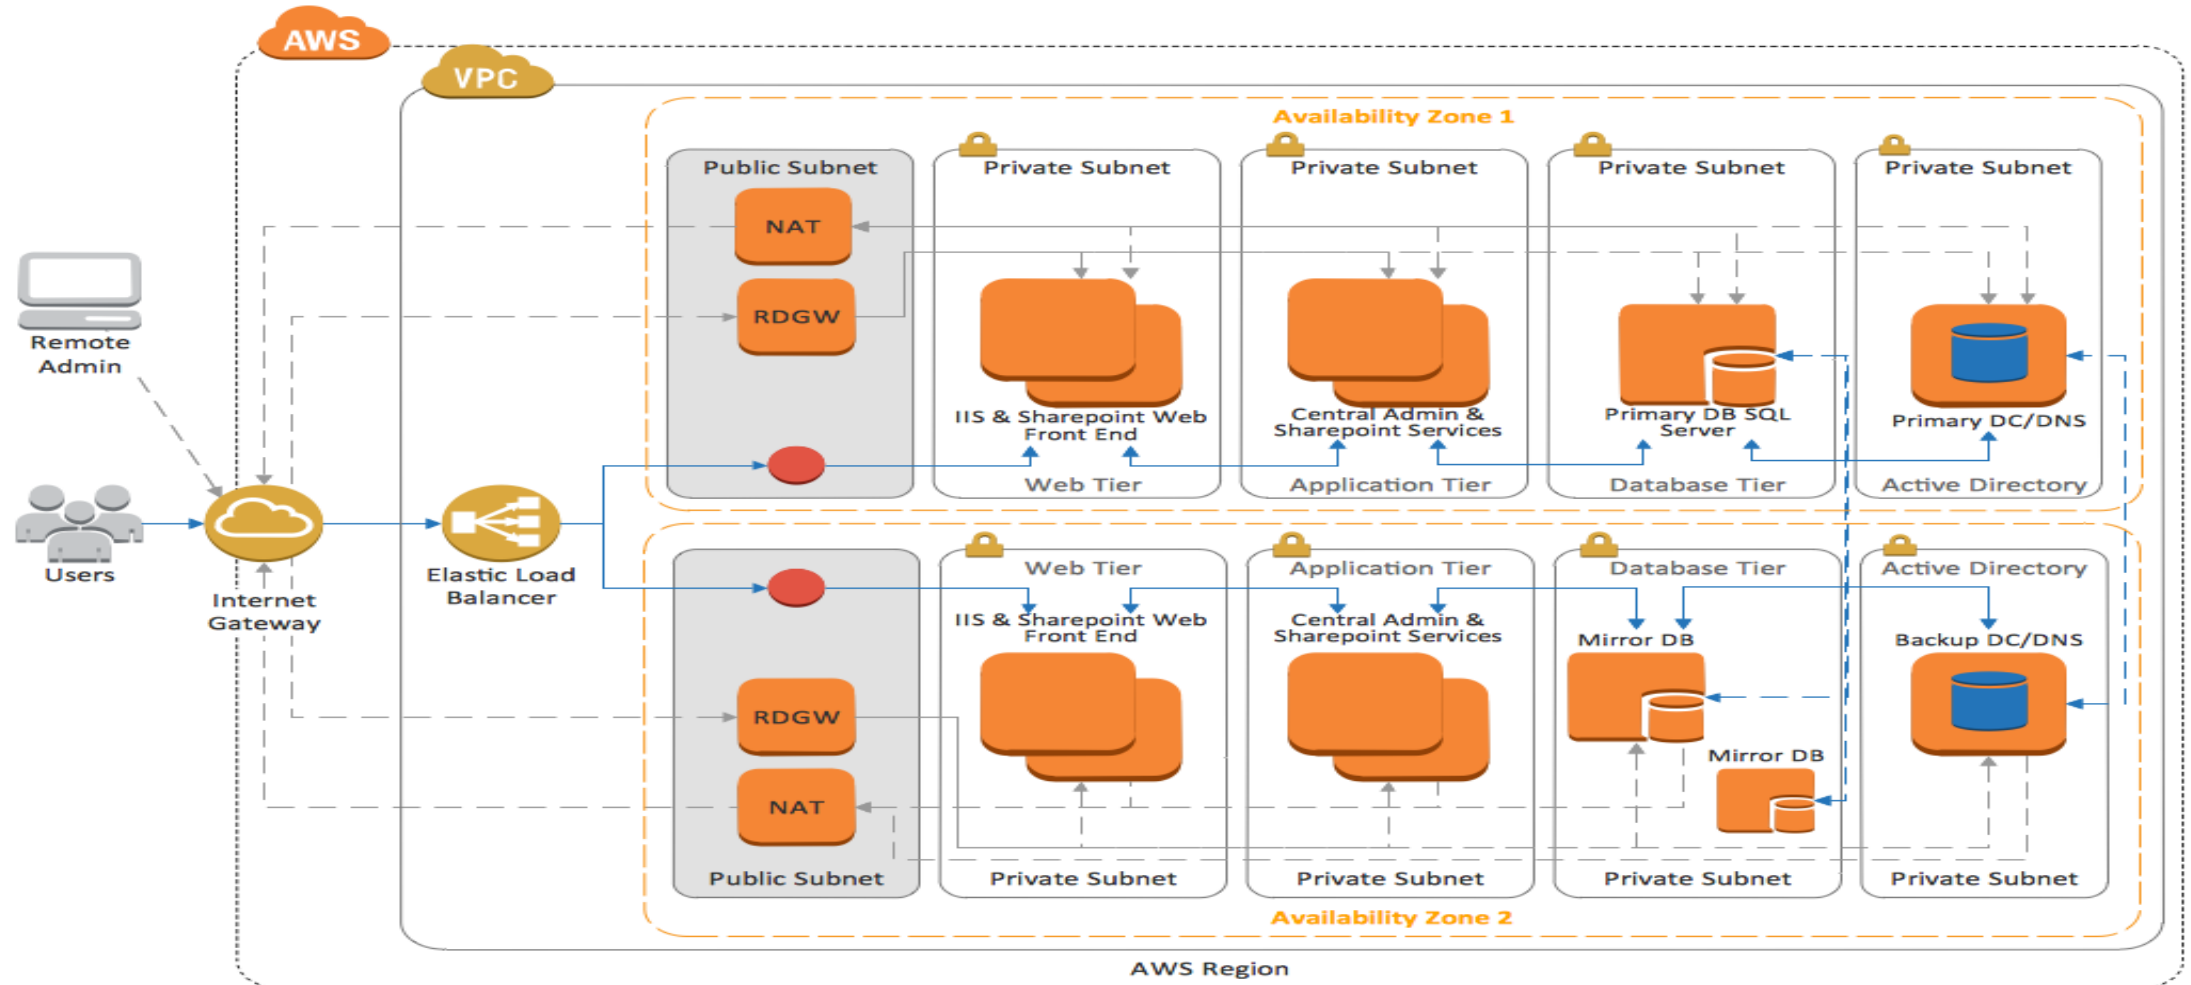 AWS
VPC
Availability Zone 1
Public Subnet
Private Subnet
Private Subnet
Private Subnet
Private Subnet
NAT
RDGW
Remote
Admin
IIS & Sharepoint Web
Front End
Central Admin &
Sharepoint Services
Primary DB SQL
Server
Primary DC/DNS
Web Tier
Application Tier
Database Tier
Active Directory
Users
Internet
Gateway
Elastic Load
Balancer
Web Tier
Application Tier
Database Tier
Active Directory
IIS & Sharepoint Web
Front End
Central Admin &
Sharepoint Services
Mirror DB
Backup DC/DNS
RDGW
Mirror DB
NAT
Public Subnet
Private Subnet
Private Subnet
Private Subnet
Private Subnet
Availability Zone 2
AWS Region